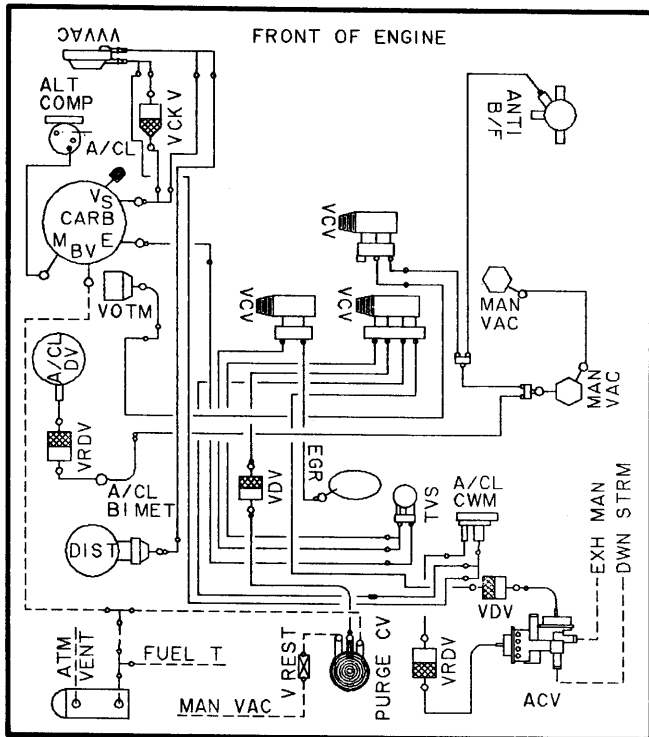 FRONT OF ENGINE
VVVAC
ALT
COMP
A/CL
VCK V
ANTI
B/F
VS
CARB
M
BV
E
VOTM
VCV
MAN
VAC
VCV
VCV
MAN
VAC
A/CL
DV
VRDV
A/CL
BIMET
VDV
EGR
TVS
A/CL
CWM
DIST
EXH MAN
DWN STRM
VDV
ATM
VENT
FUEL T
V REST
PURGE CV
VRDV
ACV
MAN VAC